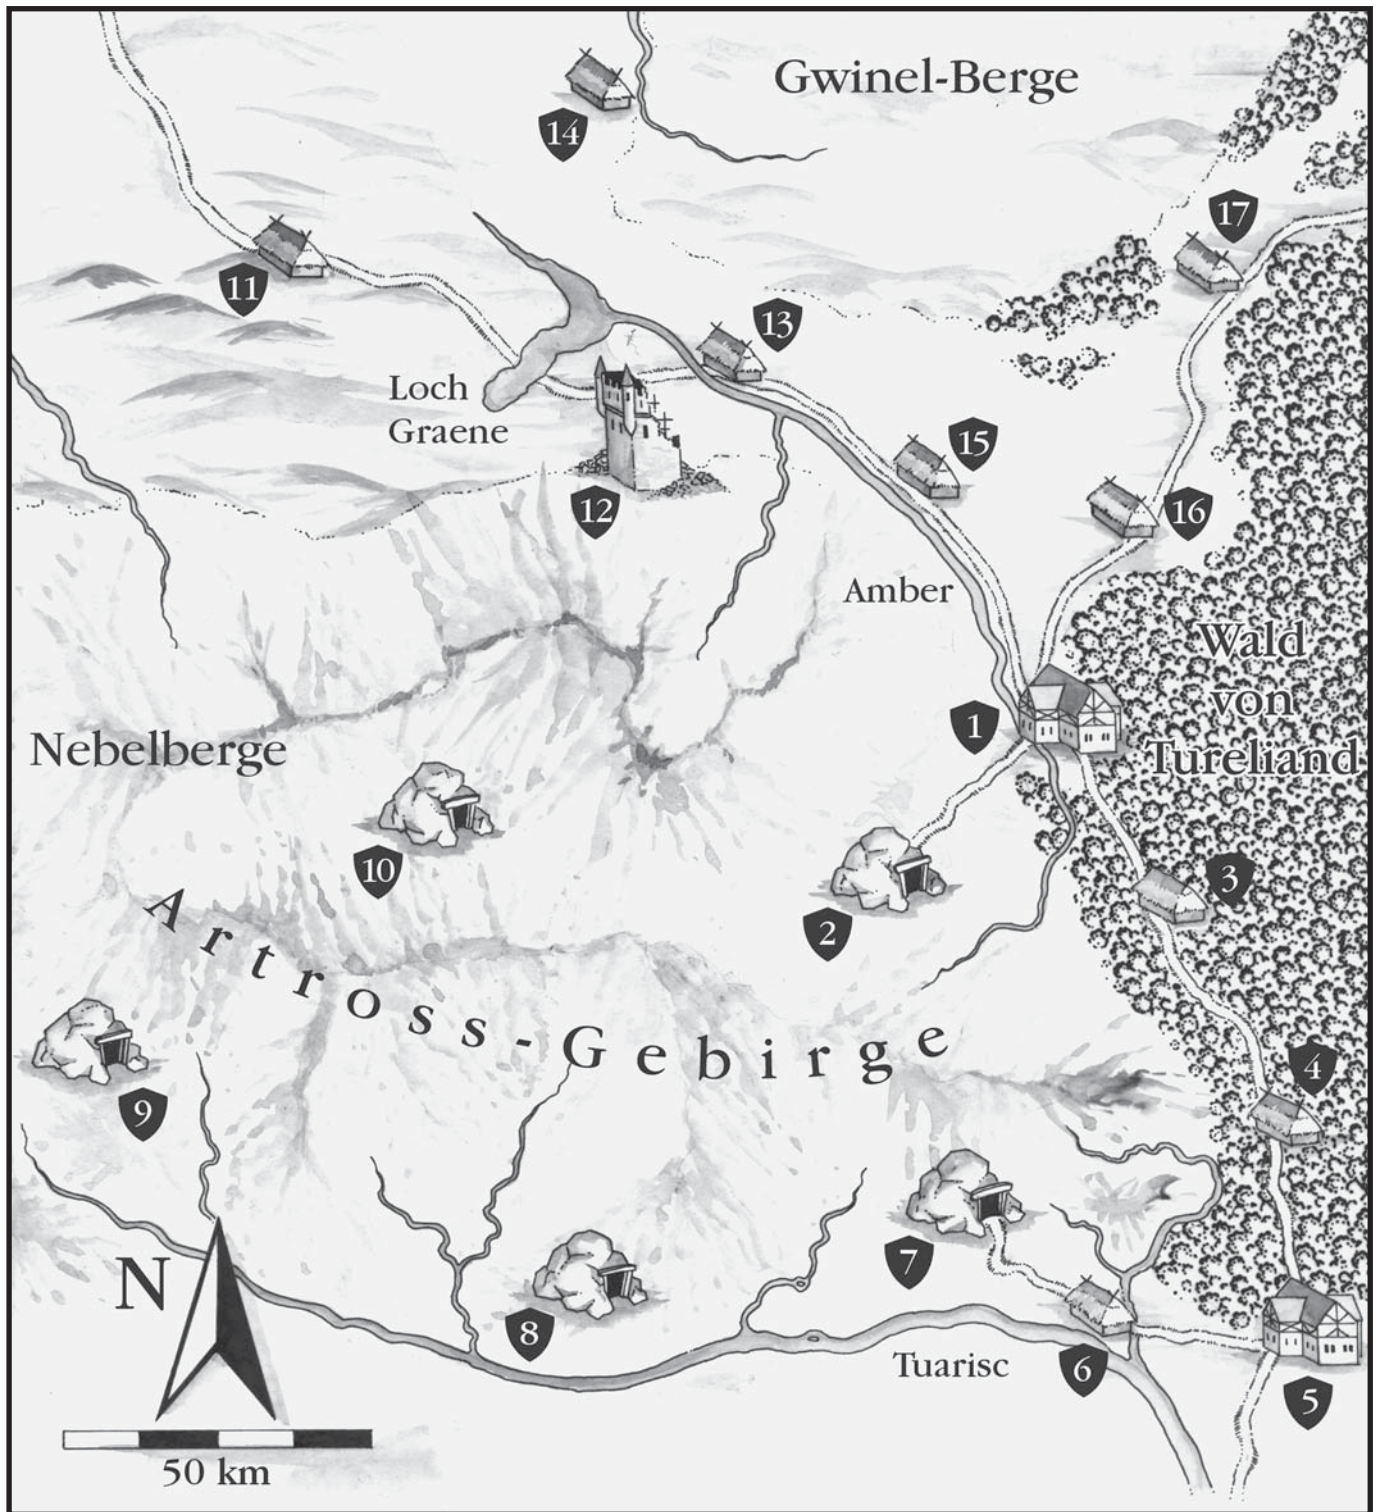 Gwinel-Berge
14
17
11
13
Loch
Graene
15
12
16
Amber
Wald
von
Tureliand
1
Nebelberge
10
3
2
Artross-Gebirge
4
9
7
N
8
Tuarisc
6
5
50 km